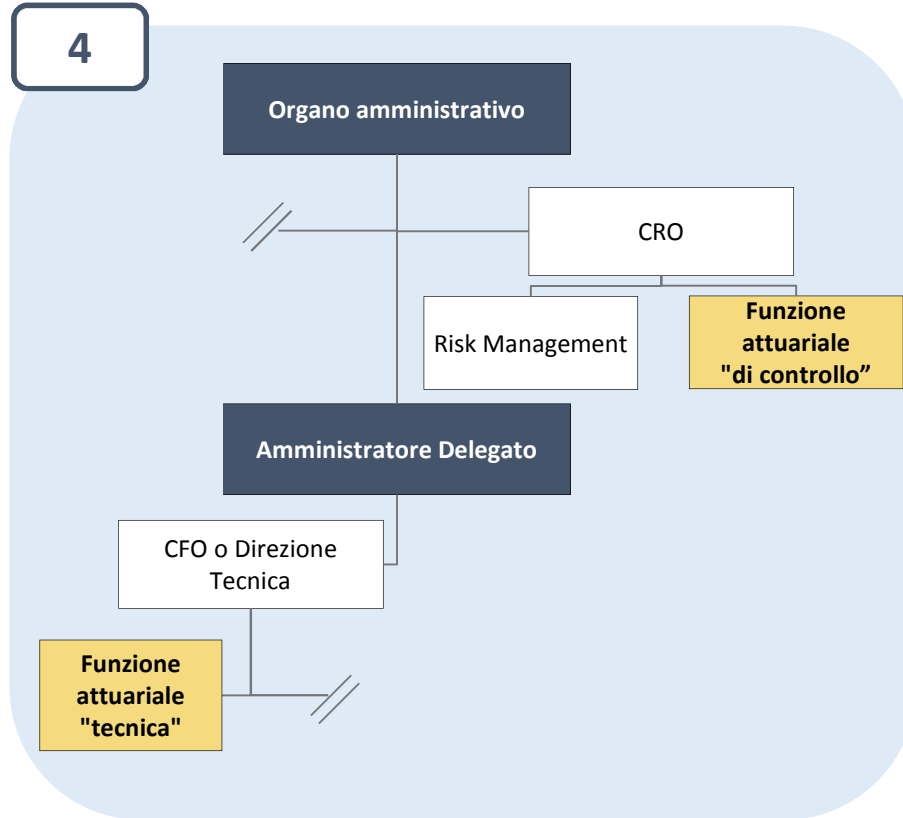 4
Organo amministrativo
CRO
Risk Management
Funzione
attuariale
"di controllo”
Amministratore Delegato
CFO o Direzione
Tecnica
Funzione
attuariale
"tecnica"